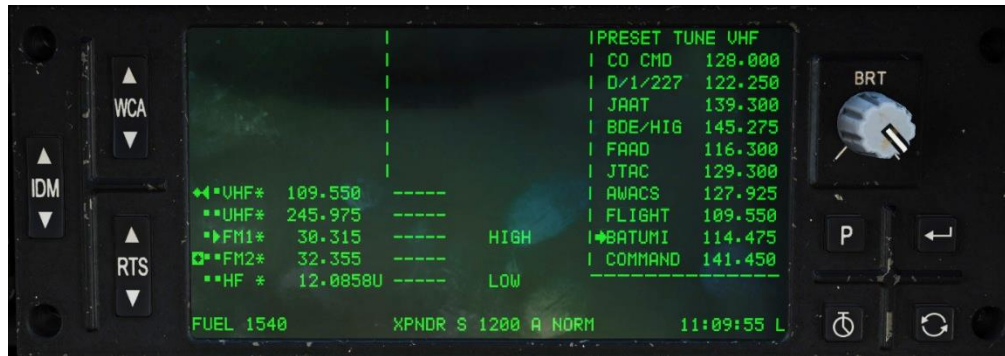 PRESET TUNE VHF
CO CMD 128.000
D/1/227 122.250
JAAT 139.300
BDE/HIG 145.275
FAAD 116.300
JTAC 129.300
VHF* 109.550 ----- AWACS 127.925
UHF* 245.975 ----- FLIGHT 109.550
FM1* 30.315 ----- HIGH BATUMI 114.475
FM2* 32.355 ----- COMMAND 141.450
HF * 12.0858U ----- LOW
FUEL 1540 XPNDR S 1200 A NORM 11:09:55 L
WCA
IDM
RTS
BRT
P